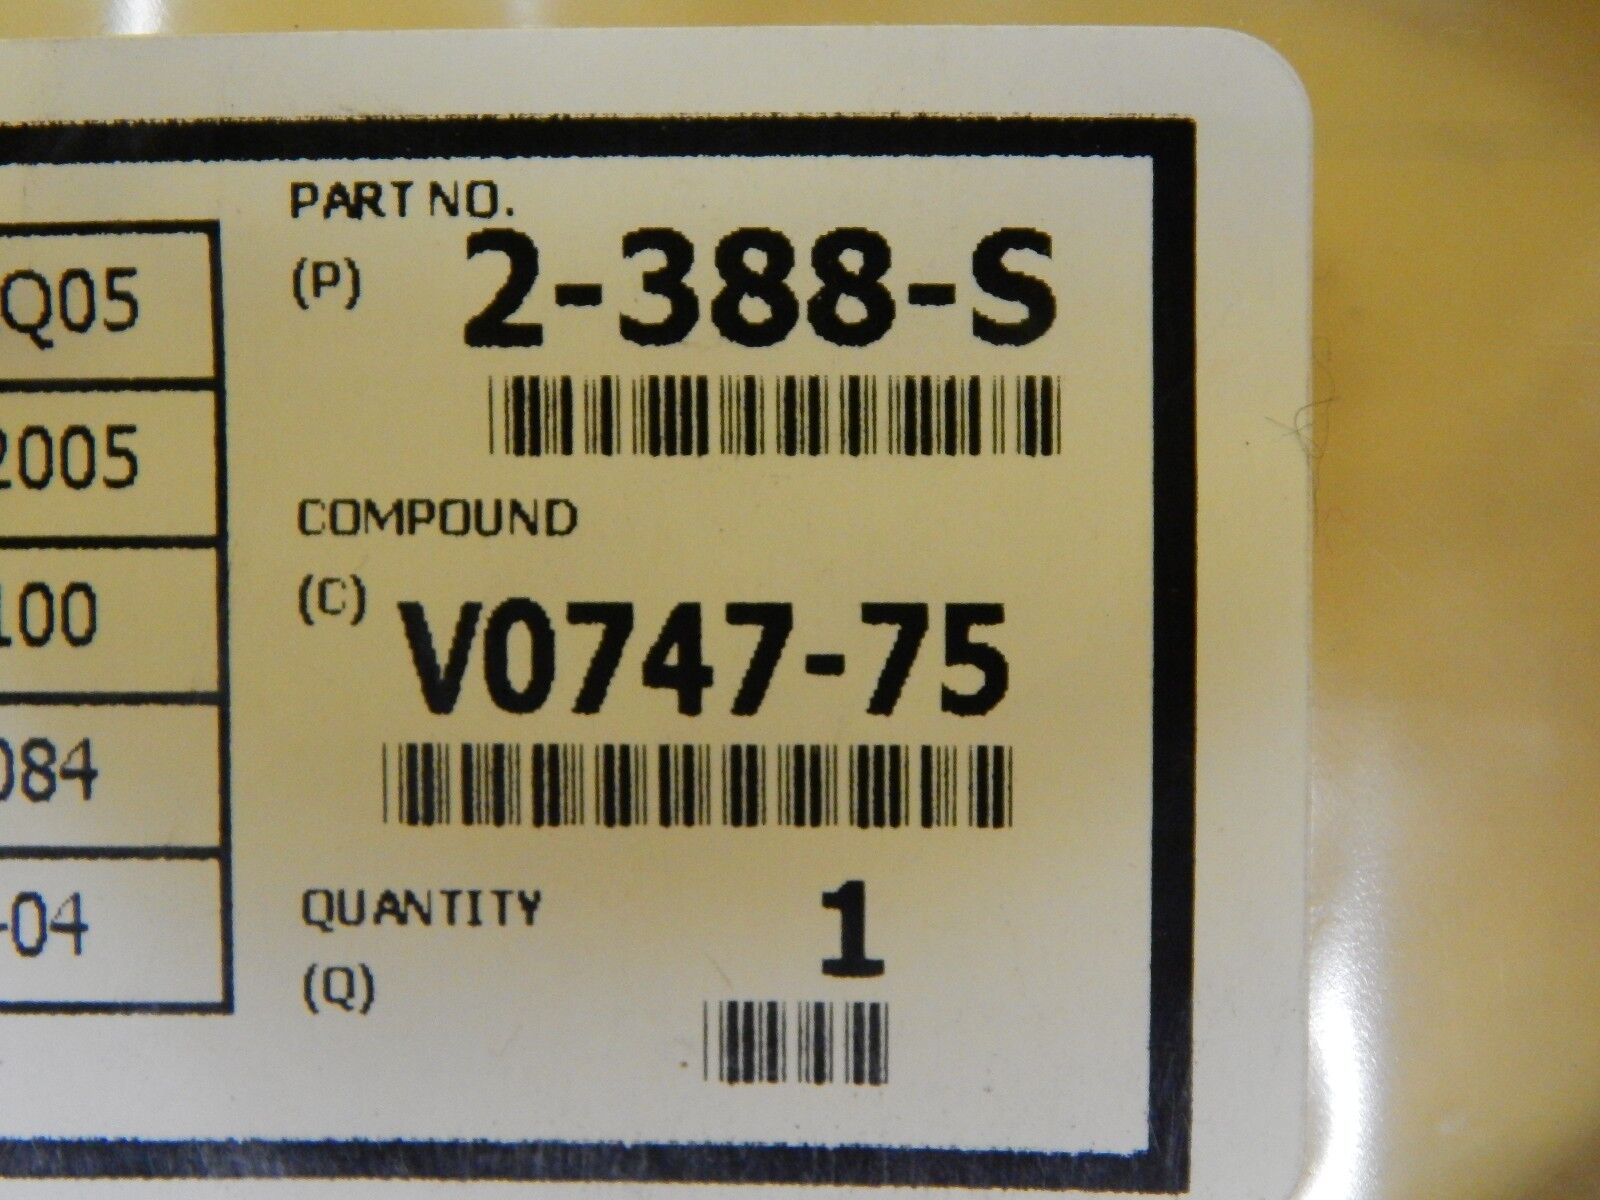 PART NO.
(P) 2-388-S
COMPOUND
(C) V0747-75
QUANTITY 1
(Q)
Q05
2005
100
084
-04